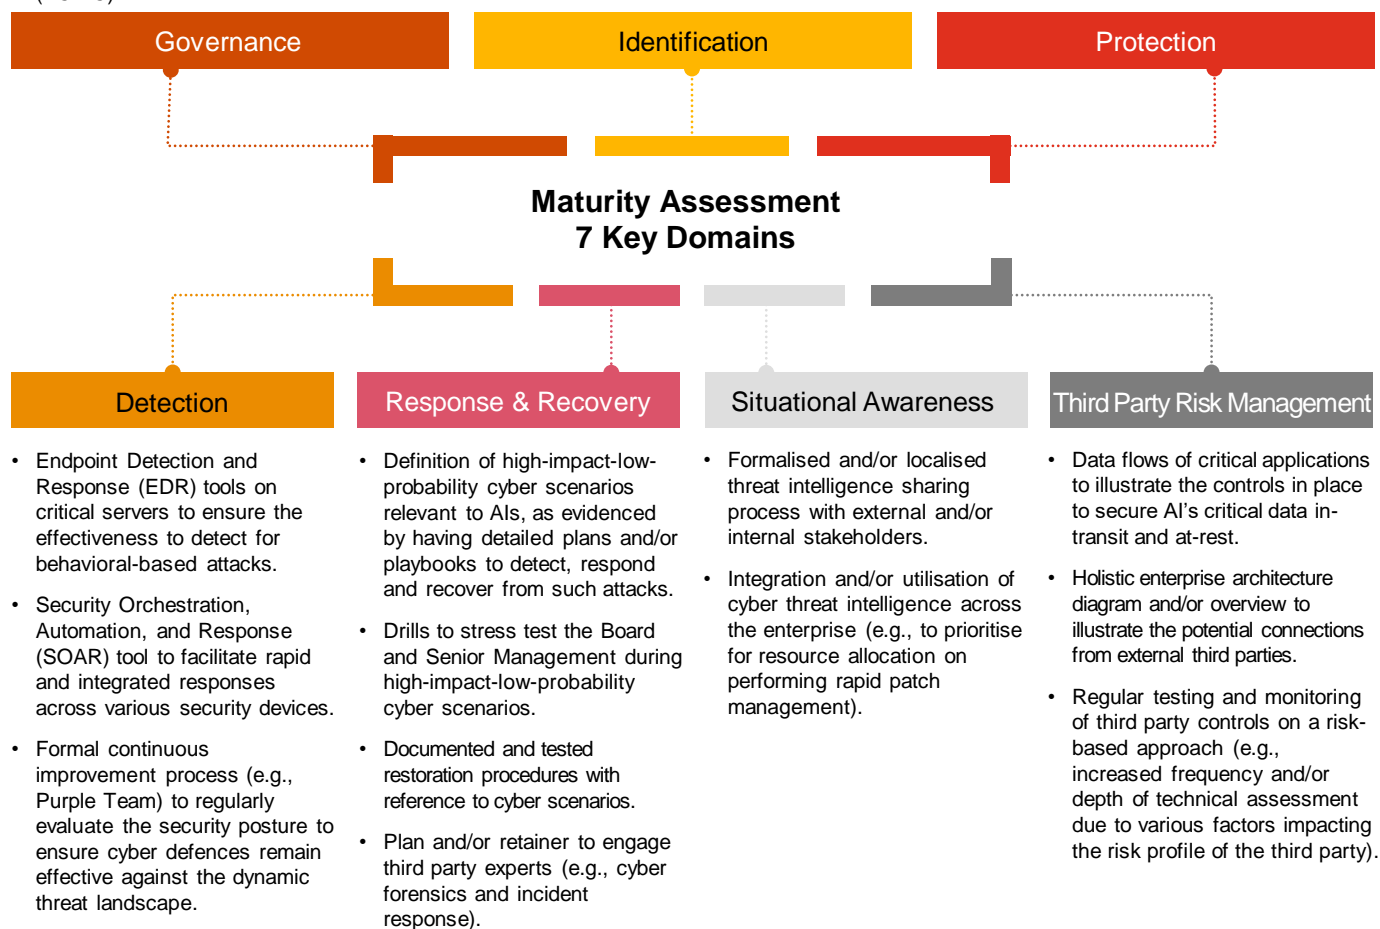 Governance
Identification
Protection
Maturity Assessment
7 Key Domains
Detection
Response & Recovery
Situational Awareness
Third Party Risk Management
• Endpoint Detection and
Response (EDR) tools on
critical servers to ensure the
effectiveness to detect for
behavioral-based attacks.
• Security Orchestration,
Automation, and Response
(SOAR) tool to facilitate rapid
and integrated responses
across various security devices.
• Formal continuous
improvement process (e.g.,
Purple Team) to regularly
evaluate the security posture to
ensure cyber defences remain
effective against the dynamic
threat landscape.
• Definition of high-impact-low-
probability cyber scenarios
relevant to AIs, as evidenced
by having detailed plans and/or
playbooks to detect, respond
and recover from such attacks.
• Drills to stress test the Board
and Senior Management during
high-impact-low-probability
cyber scenarios.
• Documented and tested
restoration procedures with
reference to cyber scenarios.
• Plan and/or retainer to engage
third party experts (e.g., cyber
forensics and incident
response).
• Formalised and/or localised
threat intelligence sharing
process with external and/or
internal stakeholders.
• Integration and/or utilisation of
cyber threat intelligence across
the enterprise (e.g., to prioritise
for resource allocation on
performing rapid patch
management).
• Data flows of critical applications
to illustrate the controls in place
to secure AI's critical data in-
transit and at-rest.
• Holistic enterprise architecture
diagram and/or overview to
illustrate the potential connections
from external third parties.
• Regular testing and monitoring
of third party controls on a risk-
based approach (e.g.,
increased frequency and/or
depth of technical assessment
due to various factors impacting
the risk profile of the third party).